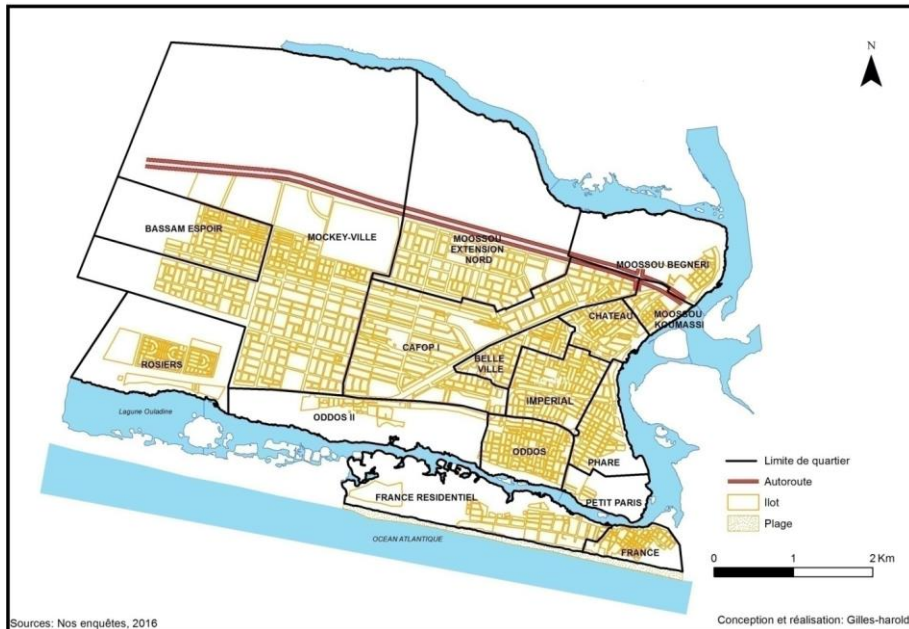 N
BASSAM ESPOIR
MOCKEY-VILLE
MOOSSOU
EXTENSION
NORD
MOOSSOU BEGNERI
MOOSSOU
KOUMASSI
CHATEAU
CAFOP I
BELLE
VILLE
ROSIERS
IMPERIAL
Lagune Ouladine
ODDOS II
ODDOS
PHARE
PETIT PARIS
FRANCE RESIDENTIEL
OCEAN ATLANTIQUE
FRANCE
Limite de quartier
Autoroute
Ilot
Plage
0 1 2 Km
Sources: Nos enquêtes, 2016
Conception et réalisation: Gilles-harold